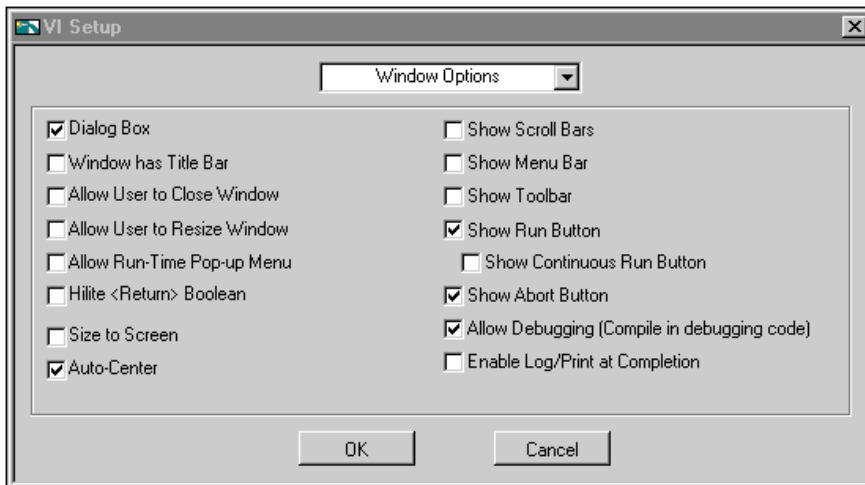 VI Setup
Window Options
Dialog Box
Window has Title Bar
Allow User to Close Window
Allow User to Resize Window
Allow Run-Time Pop-up Menu
Hilite <Return> Boolean
Size to Screen
Auto-Center
Show Scroll Bars
Show Menu Bar
Show Toolbar
Show Run Button
Show Continuous Run Button
Show Abort Button
Allow Debugging (Compile in debugging code)
Enable Log/Print at Completion
OK
Cancel